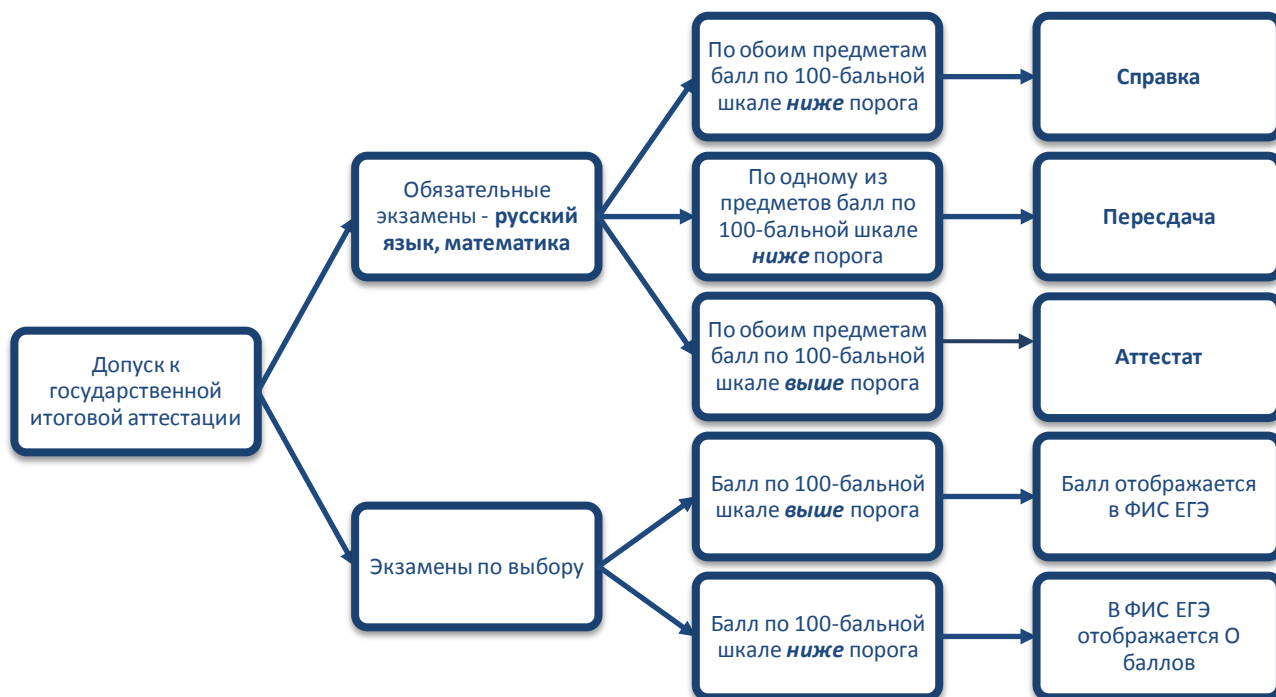 Допуск к
государственной
итоговой аттестации
Обязательные
экзамены - русский
язык, математика
По обоим предметам
балл по 100-бальной
шкале ниже порога
Справка
По одному из
предметов балл по
100-бальной шкале
ниже порога
Пересдача
По обоим предметам
балл по 100-бальной
шкале выше порога
Аттестат
Экзамены по выбору
Балл по 100-бальной
шкале выше порога
Балл отображается
в ФИС ЕГЭ
Балл по 100-бальной
шкале ниже порога
В ФИС ЕГЭ
отображается О
баллов